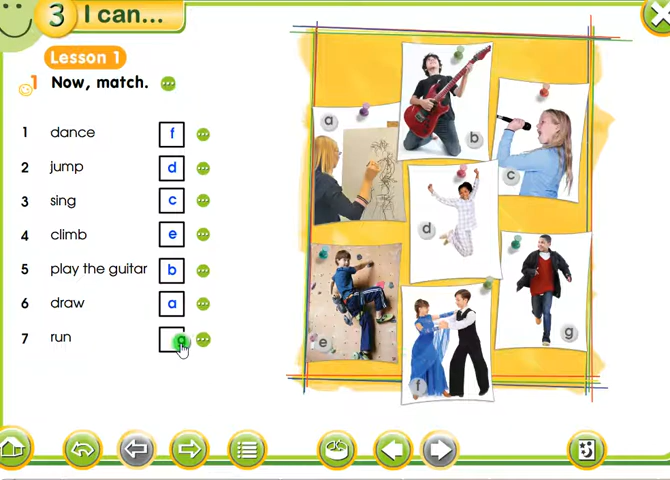 3 I can...
Lesson 1
1 Now, match.
1 dance f
2 jump d
3 sing c
4 climb e
5 play the guitar b
6 draw a
7 run
a
b
c
d
e
f
g